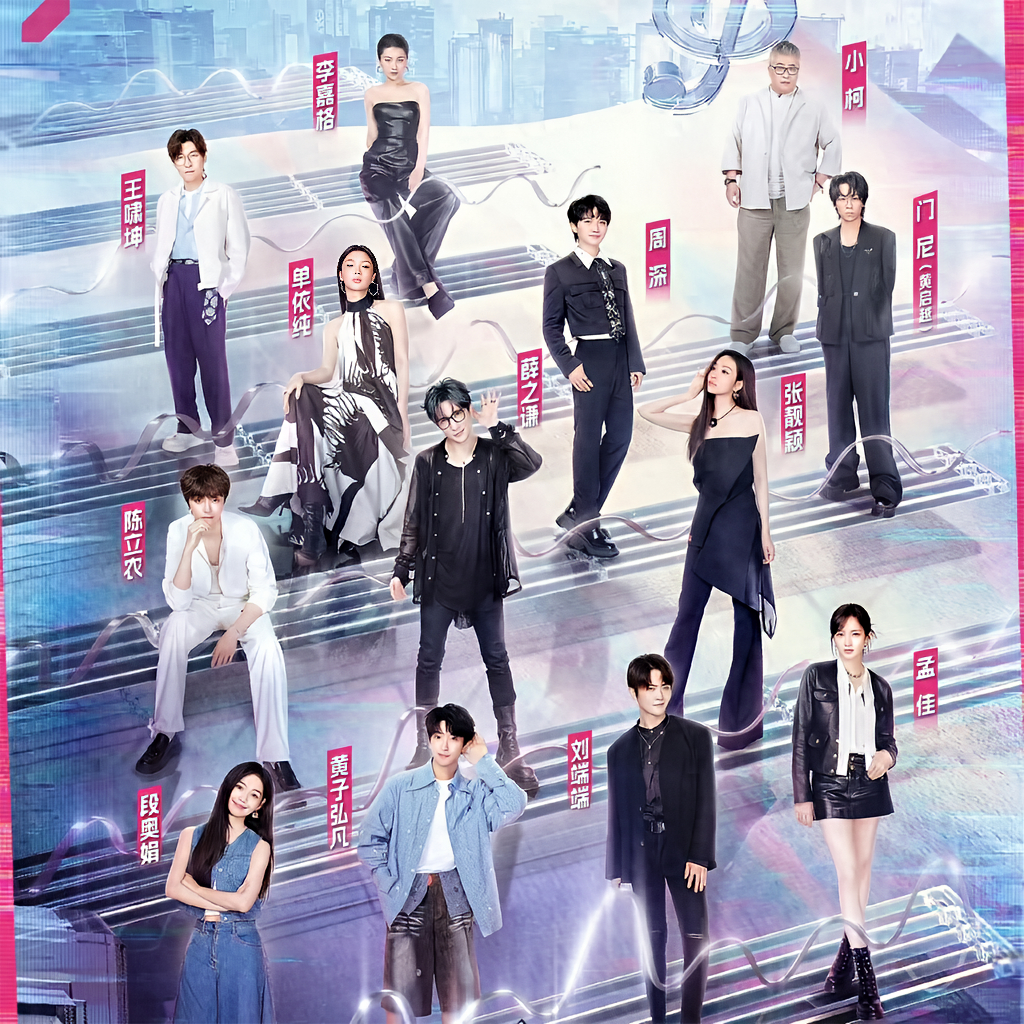 李嘉格
小柯
王啸坤
门尼(黄启越)
周深
单依纯
薛之谦
张靓颖
陈立农
孟佳
刘端端
黄子弘凡
段奥娟